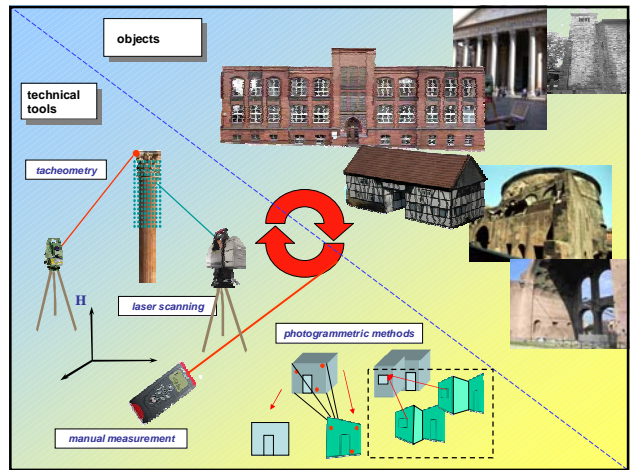 objects
technical
tools
tacheometry
H
laser scanning
photogrammetric methods
manual measurement